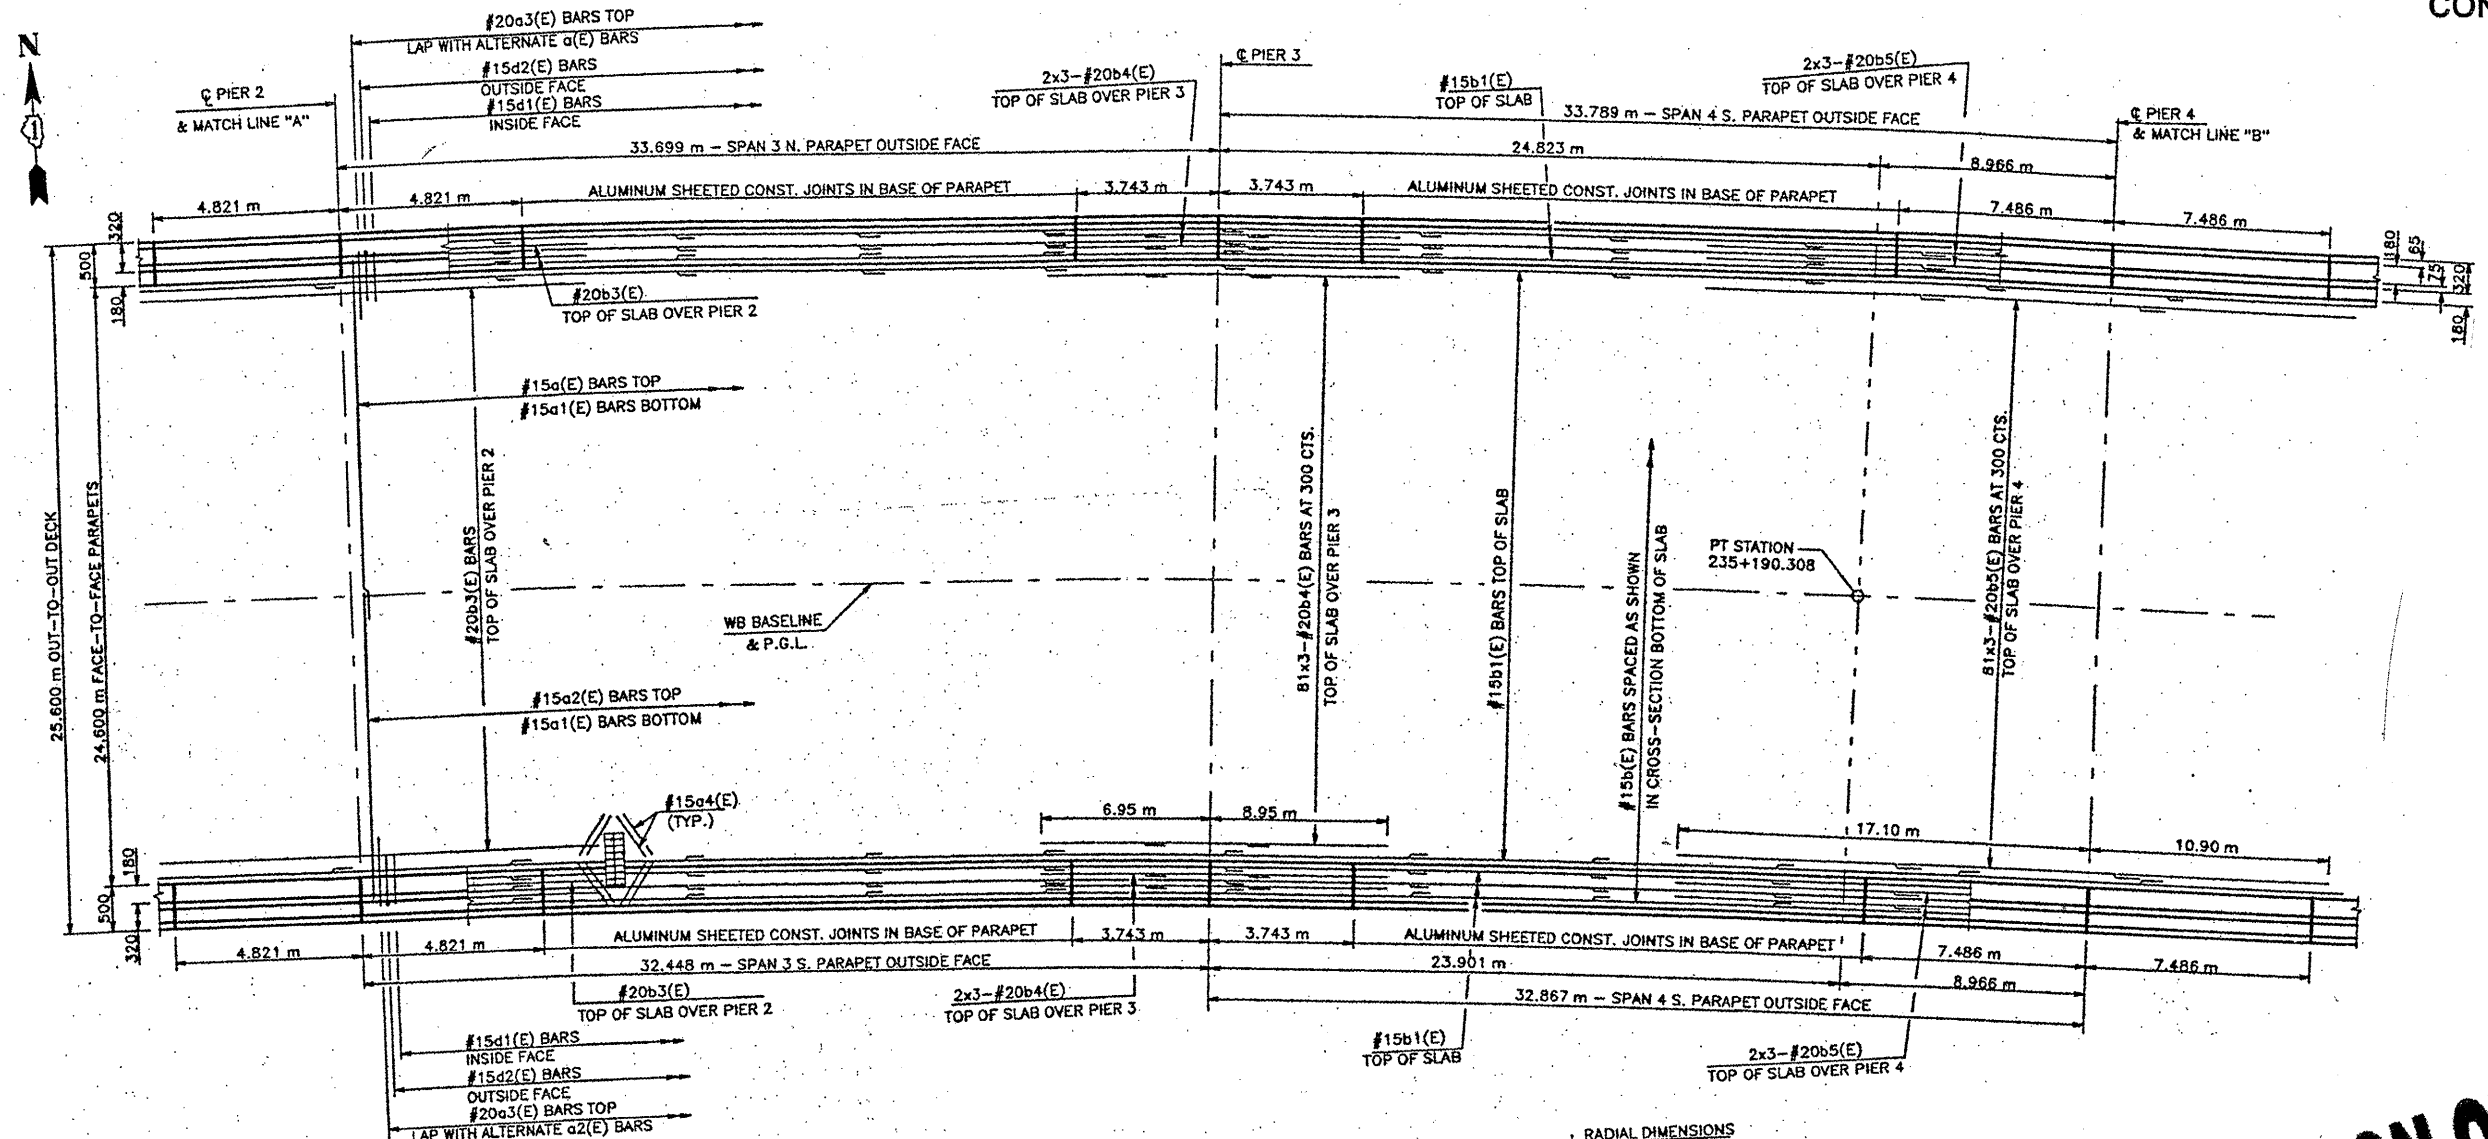 CON
#20a3(E) BARS TOP
LAP WITH ALTERNATE a(E) BARS
#15d2(E) BARS
OUTSIDE FACE
#15d1(E) BARS
INSIDE FACE
N
1
℄ PIER 2
& MATCH LINE "A"
2x3-#20b4(E)
TOP OF SLAB OVER PIER 3
℄ PIER 3
#15b1(E)
TOP OF SLAB
2x3-#20b5(E)
TOP OF SLAB OVER PIER 4
℄ PIER 4
& MATCH LINE "B"
33.789 m - SPAN 4 S. PARAPET OUTSIDE FACE
33.699 m - SPAN 3 N. PARAPET OUTSIDE FACE
24.823 m
8.966 m
4.821 m
4.821 m
ALUMINUM SHEETED CONST. JOINTS IN BASE OF PARAPET
3.743 m
3.743 m
ALUMINUM SHEETED CONST. JOINTS IN BASE OF PARAPET
7.486 m
7.486 m
320
500
180
180
65
75
320
180
#20b3(E)
TOP OF SLAB OVER PIER 2
#15a(E) BARS TOP
#15a1(E) BARS BOTTOM
25.600 m OUT-TO-OUT DECK
24.600 m FACE-TO-FACE PARAPETS
#20b3(E) BARS
TOP OF SLAB OVER PIER 2
81x3-#20b4(E) BARS AT 300 CTS.
TOP OF SLAB OVER PIER 3
#15b1(E) BARS TOP OF SLAB
#15b(E) BARS SPACED AS SHOWN
IN CROSS-SECTION BOTTOM OF SLAB
PT STATION
235+190.308
81x3-#20b5(E) BARS AT 300 CTS.
TOP OF SLAB OVER PIER 4
WB BASELINE
& P.G.L.
#15a2(E) BARS TOP
#15a1(E) BARS BOTTOM
#15a4(E)
(TYP.)
6.95 m
8.95 m
17.10 m
10.90 m
180
500
320
4.821 m
4.821 m
ALUMINUM SHEETED CONST. JOINTS IN BASE OF PARAPET
3.743 m
3.743 m
ALUMINUM SHEETED CONST. JOINTS IN BASE OF PARAPET
7.486 m
7.486 m
32.448 m - SPAN 3 S. PARAPET OUTSIDE FACE
23.901 m
8.966 m
32.867 m - SPAN 4 S. PARAPET OUTSIDE FACE
#20b3(E)
TOP OF SLAB OVER PIER 2
2x3-#20b4(E)
TOP OF SLAB OVER PIER 3
#15b1(E)
TOP OF SLAB
2x3-#20b5(E)
TOP OF SLAB OVER PIER 4
#15d1(E) BARS
INSIDE FACE
#15d2(E) BARS
OUTSIDE FACE
#20a3(E) BARS TOP
LAP WITH ALTERNATE a2(E) BARS
RADIAL DIMENSIONS